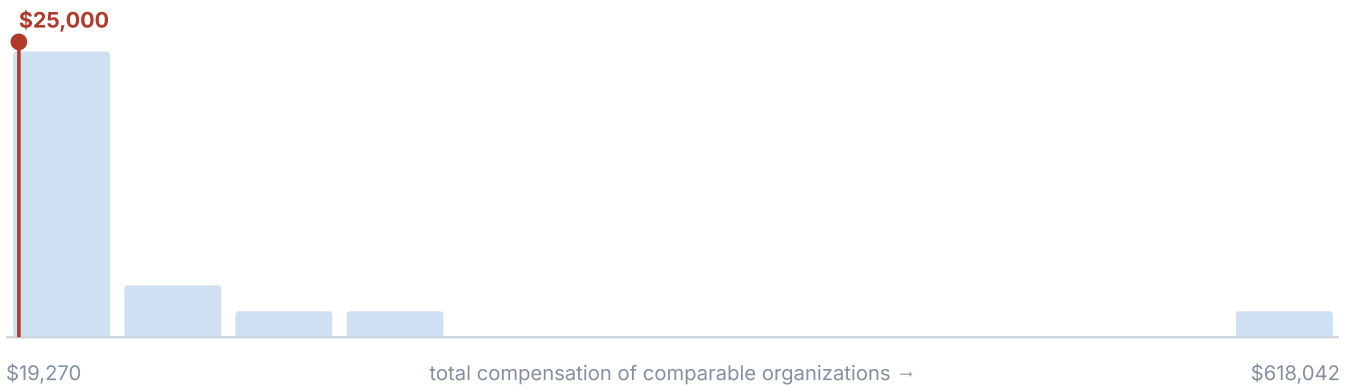 $25,000
$19,270 total compensation of comparable organizations → $618,042